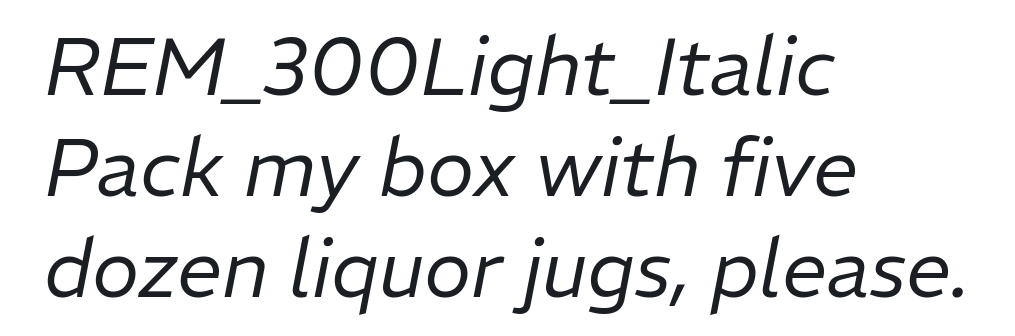 REM_300Light_Italic
Pack my box with five
dozen liquor jugs, please.